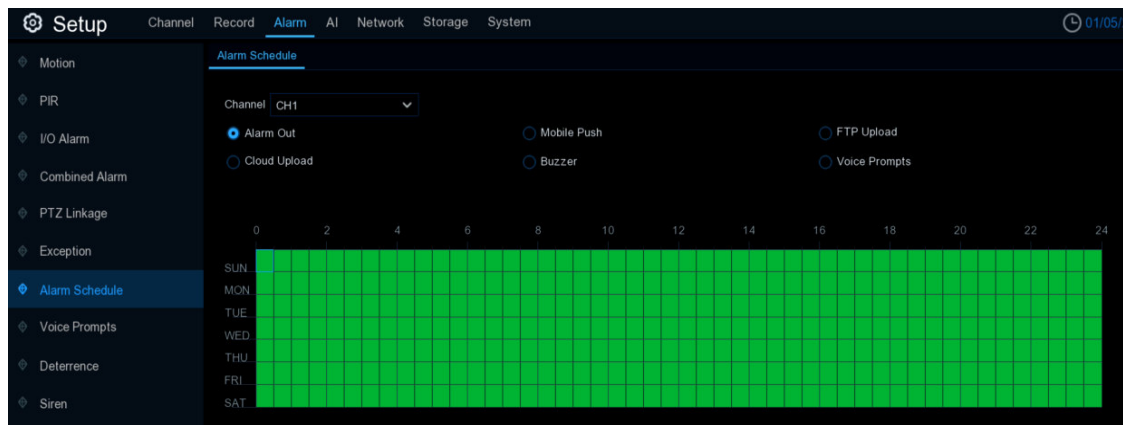 Setup Channel Record Alarm AI Network Storage System 01/05/
Motion
Alarm Schedule
PIR
Channel CH1
I/O Alarm
Alarm Out Mobile Push FTP Upload
Cloud Upload Buzzer Voice Prompts
Combined Alarm
PTZ Linkage
0 2 4 6 8 10 12 14 16 18 20 22 24
Exception
SUN
Alarm Schedule
MON
TUE
Voice Prompts
WED
THU
Deterrence
FRI
Siren
SAT